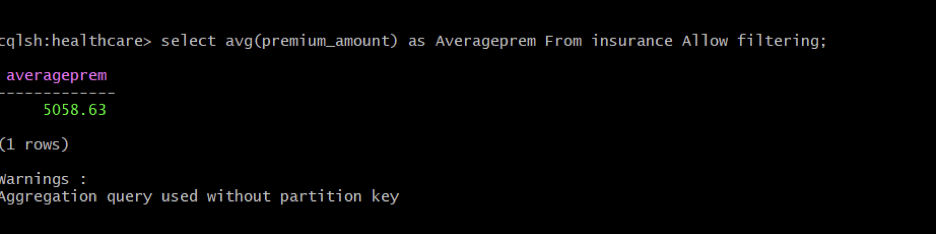 cqlsh:healthcare> select avg(premium_amount) as Averageprem From insurance Allow filtering;
averageprem
-------------
5058.63
(1 rows)
Warnings :
Aggregation query used without partition key